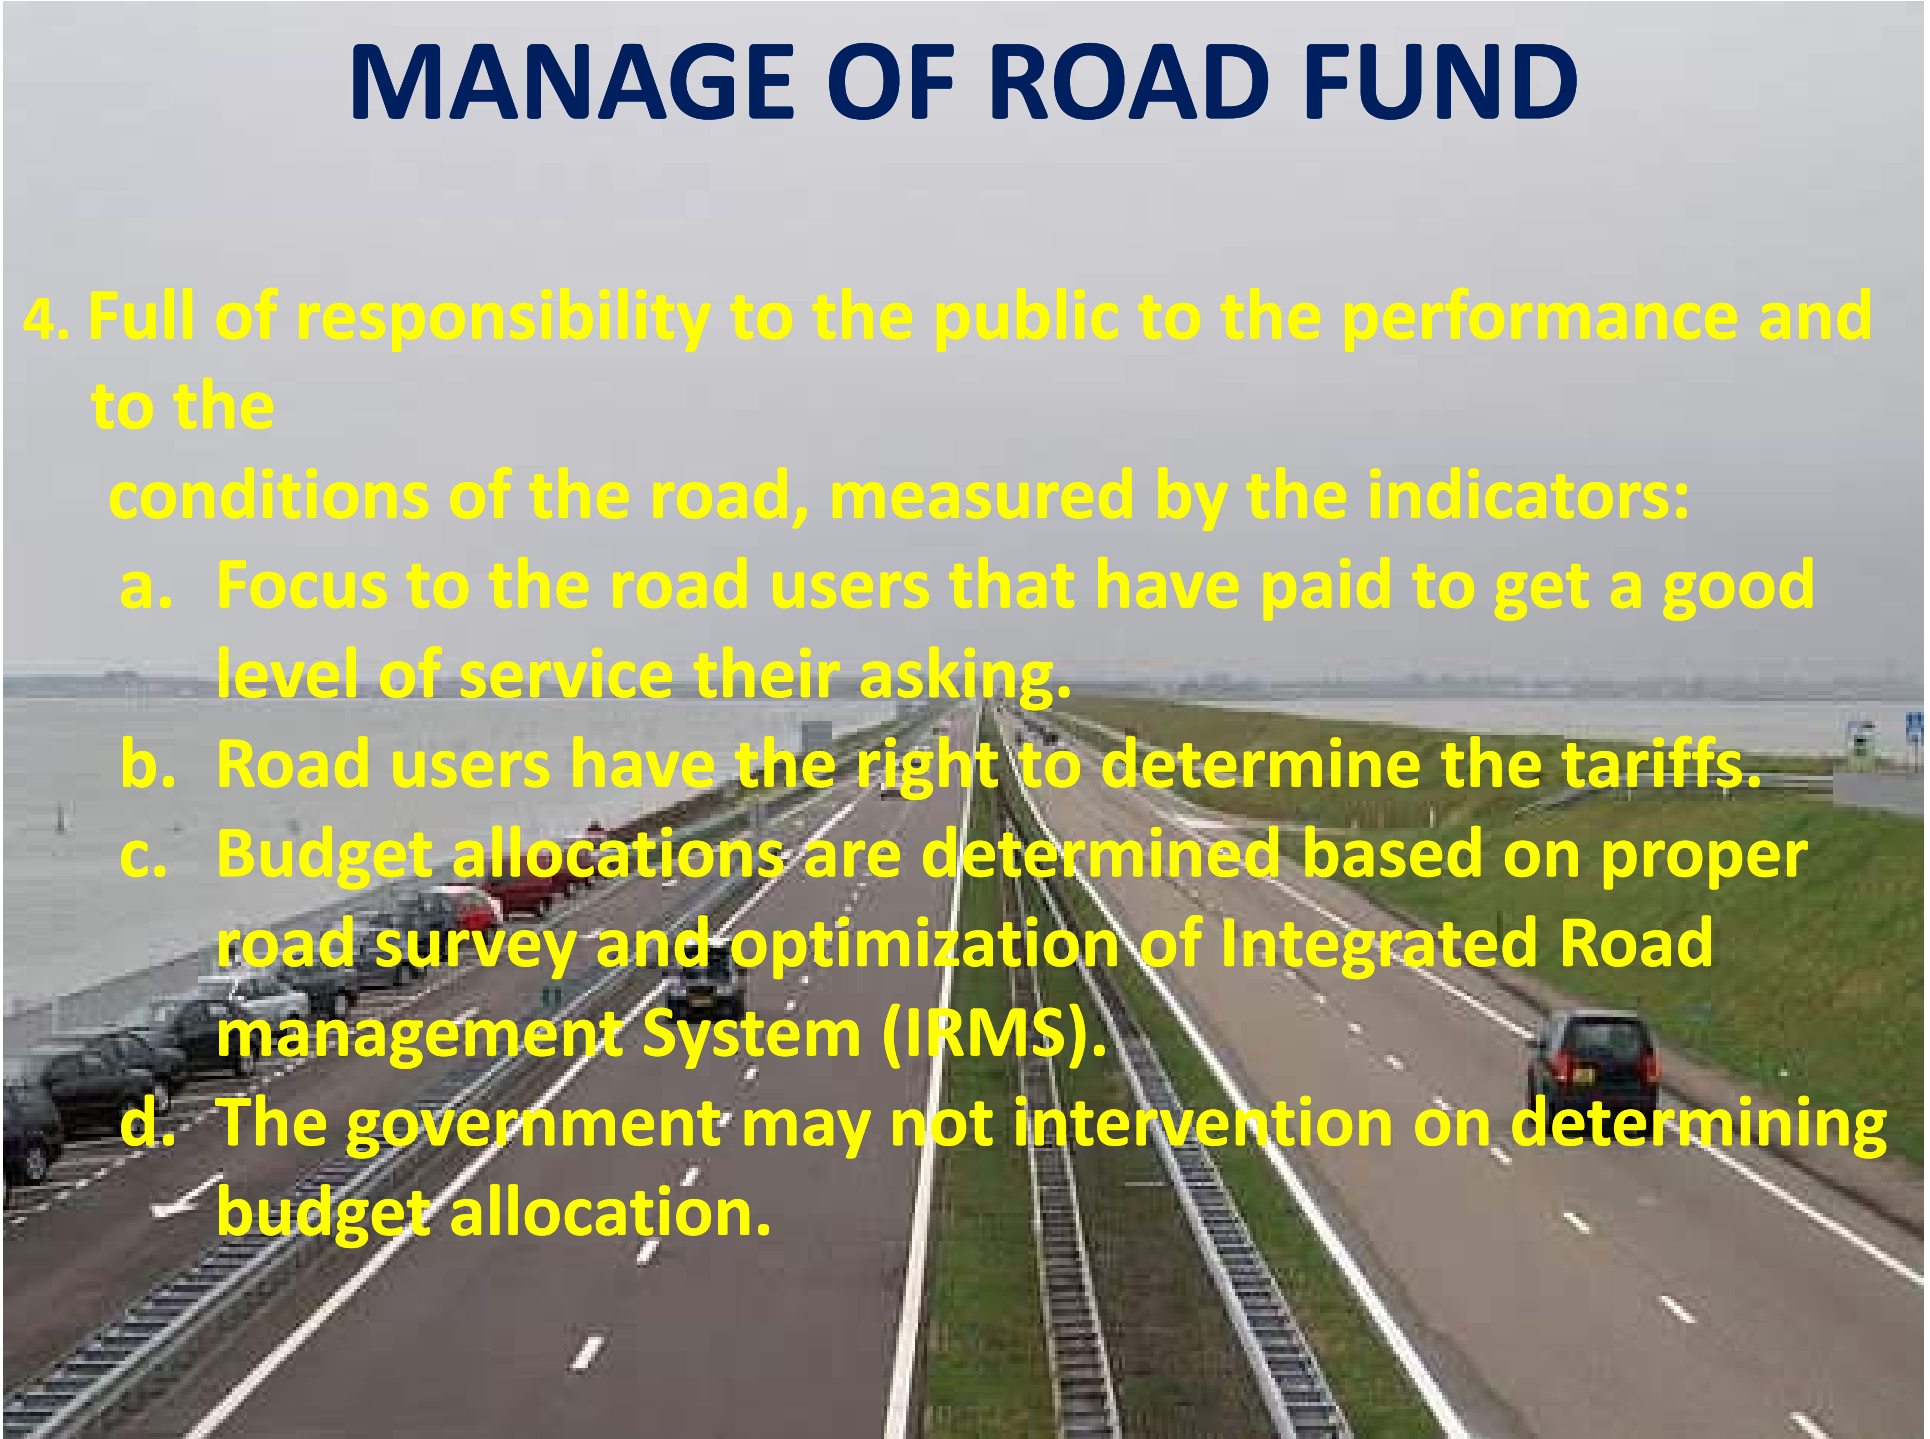 MANAGE OF ROAD FUND
4. Full of responsibility to the public to the performance and
to the
conditions of the road, measured by the indicators:
a. Focus to the road users that have paid to get a good
level of service their asking.
b. Road users have the right to determine the tariffs.
c. Budget allocations are determined based on proper
road survey and optimization of Integrated Road
management System (IRMS).
d. The government may not intervention on determining
budget allocation.